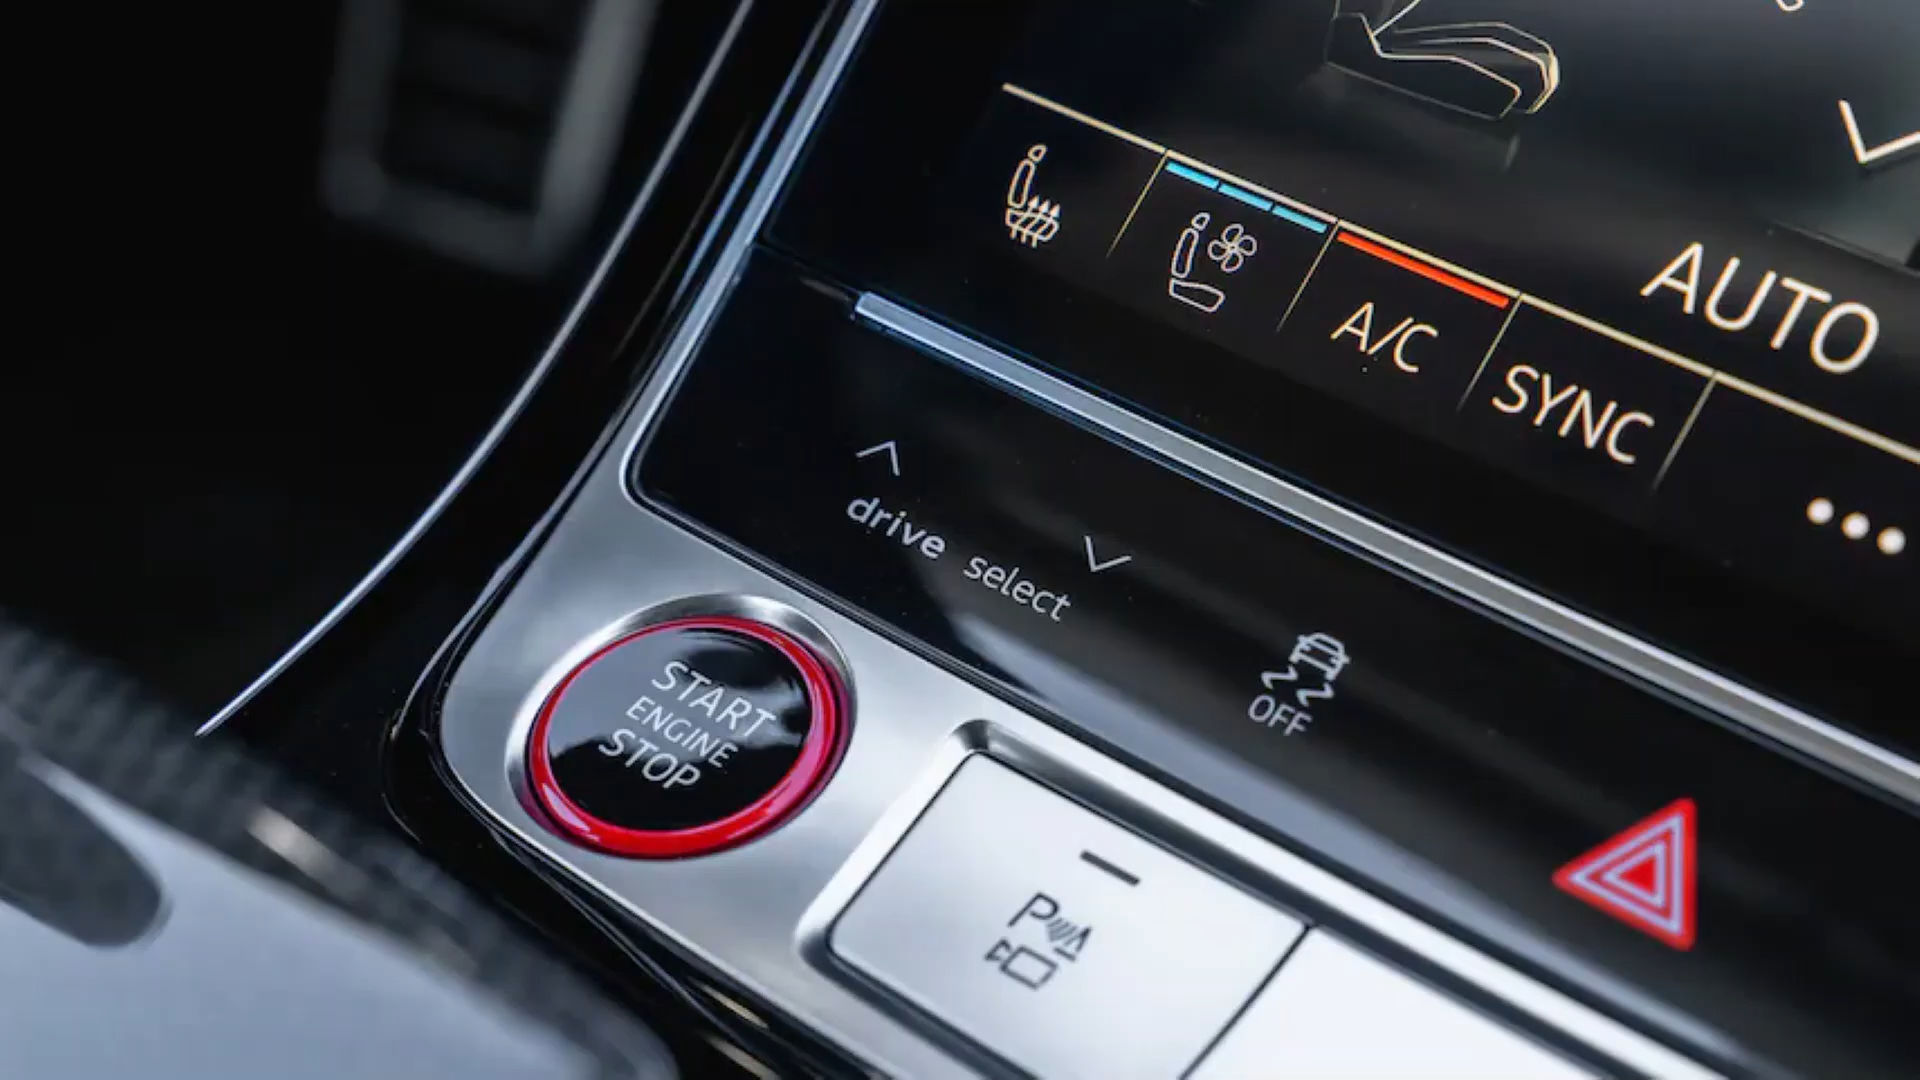 AUTO
A/C
SYNC
drive select
OFF
START
ENGINE
STOP
P